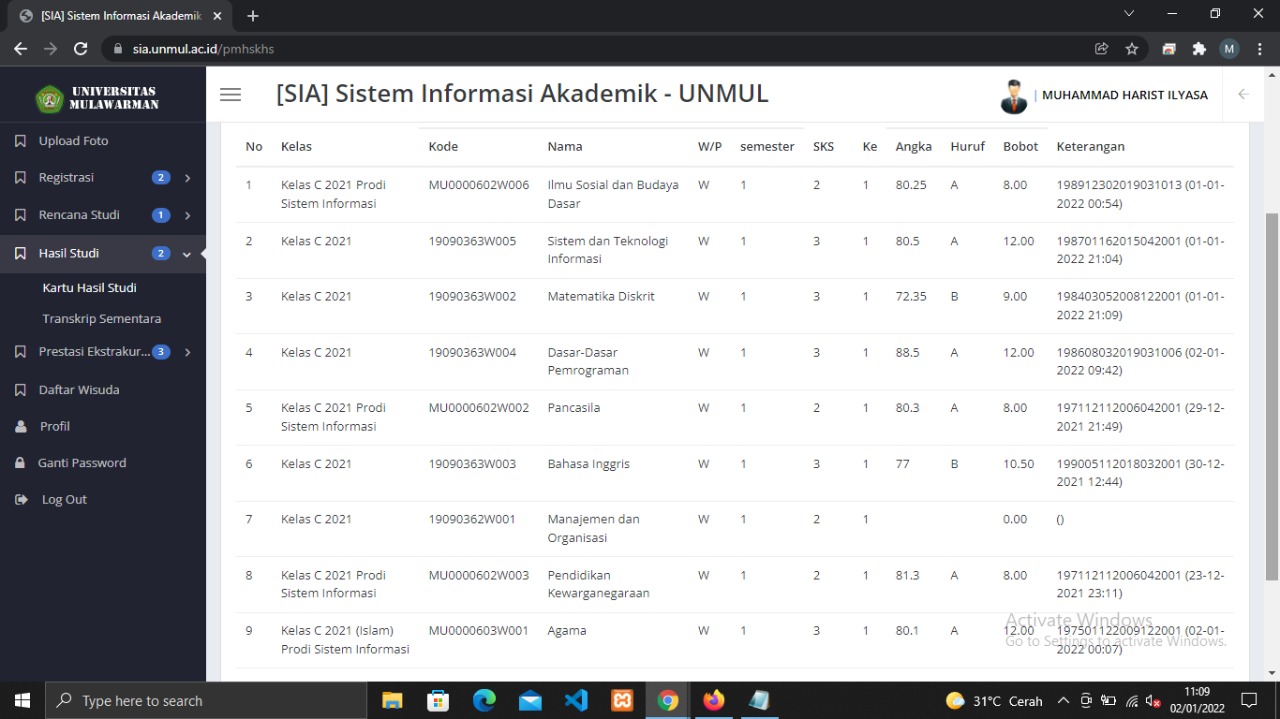 [SIA] Sistem Informasi Akademik
sia.unmul.ac.id/pmhskhs
M
UNIVERSITAS
MULAWARMAN
[SIA] Sistem Informasi Akademik - UNMUL
| MUHAMMAD HARIST ILYASA
Upload Foto
Registrasi 2
Rencana Studi 1
Hasil Studi 2
Kartu Hasil Studi
Transkrip Sementara
Prestasi Ekstrakur... 3
Daftar Wisuda
Profil
Ganti Password
Log Out
No Kelas Kode Nama W/P semester SKS Ke Angka Huruf Bobot Keterangan
1 Kelas C 2021 Prodi MU0000602W006 Ilmu Sosial dan Budaya W 1 2 1 80.25 A 8.00 198912302019031013 (01-01-
Sistem Informasi Dasar 2022 00:54)
2 Kelas C 2021 19090363W005 Sistem dan Teknologi W 1 3 1 80.5 A 12.00 198701162015042001 (01-01-
Informasi 2022 21:04)
3 Kelas C 2021 19090363W002 Matematika Diskrit W 1 3 1 72.35 B 9.00 198403052008122001 (01-01-
2022 21:09)
4 Kelas C 2021 19090363W004 Dasar-Dasar W 1 3 1 88.5 A 12.00 198608032019031006 (02-01-
Pemrograman 2022 09:42)
5 Kelas C 2021 Prodi MU0000602W002 Pancasila W 1 2 1 80.3 A 8.00 197112112006042001 (29-12-
Sistem Informasi 2021 21:49)
6 Kelas C 2021 19090363W003 Bahasa Inggris W 1 3 1 77 B 10.50 199005112018032001 (30-12-
2021 12:44)
7 Kelas C 2021 19090362W001 Manajemen dan W 1 2 1 0.00 ()
Organisasi
8 Kelas C 2021 Prodi MU0000602W003 Pendidikan W 1 2 1 81.3 A 8.00 197112112006042001 (23-12-
Sistem Informasi Kewarganegaraan 2021 23:11)
9 Kelas C 2021 (Islam) MU0000603W001 Agama W 1 3 1 80.1 A 12.00 197501122009122001 (02-01-
Prodi Sistem Informasi 2022 00:07)
Activate Windows
Go to Settings to activate Windows.
Type here to search
31°C Cerah
11:09
02/01/2022